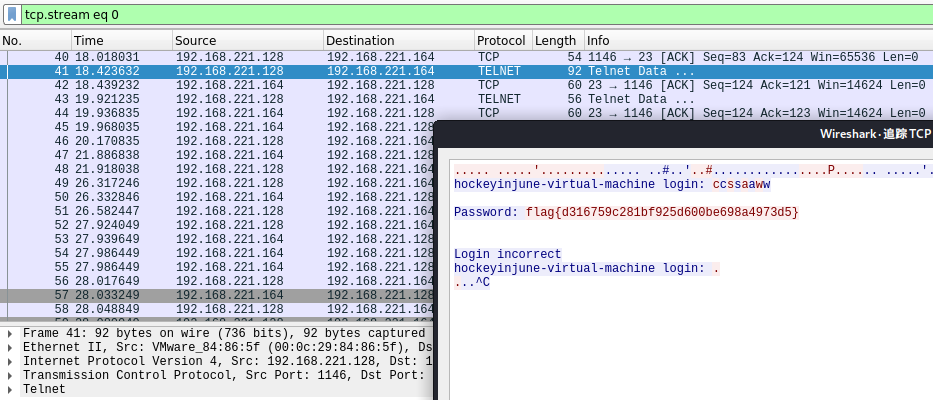 tcp.stream eq 0
No. Time Source Destination Protocol Length Info
40 18.018031 192.168.221.128 192.168.221.164 TCP 54 1146 → 23 [ACK] Seq=83 Ack=124 Win=65536 Len=0
41 18.423632 192.168.221.128 192.168.221.164 TELNET 92 Telnet Data ...
42 18.439232 192.168.221.164 192.168.221.128 TCP 60 23 → 1146 [ACK] Seq=124 Ack=121 Win=14624 Len=0
43 19.921235 192.168.221.128 192.168.221.164 TELNET 56 Telnet Data ...
44 19.936835 192.168.221.164 192.168.221.128 TCP 60 23 → 1146 [ACK] Seq=124 Ack=123 Win=14624 Len=0
45 19.968035 192.168.221.164 192.168.221.128
46 20.170835 192.168.221.128 192.168.221.164
47 21.886838 192.168.221.164 192.168.221.128
48 21.918038 192.168.221.164 192.168.221.128
49 26.317246 192.168.221.128 192.168.221.164
50 26.332846 192.168.221.164 192.168.221.128
51 26.582447 192.168.221.128 192.168.221.164
52 27.924049 192.168.221.128 192.168.221.164
53 27.939649 192.168.221.164 192.168.221.128
54 27.986449 192.168.221.128 192.168.221.164
55 27.986449 192.168.221.164 192.168.221.128
56 28.017649 192.168.221.128 192.168.221.164
57 28.033249 192.168.221.164 192.168.221.128
58 28.048849 192.168.221.128 192.168.221.164
Wireshark·追踪TCP
..... .....'.............. ..#..'..#................P....... .....'..
hockeyinjune-virtual-machine login: ccssaawww
Password: flag{d316759c281bf925d600be698a4973d5}
Login incorrect
hockeyinjune-virtual-machine login: .
...^C
Frame 41: 92 bytes on wire (736 bits), 92 bytes captured
Ethernet II, Src: VMware_84:86:5f (00:0c:29:84:86:5f), Ds
Internet Protocol Version 4, Src: 192.168.221.128, Dst: 1
Transmission Control Protocol, Src Port: 1146, Dst Port:
Telnet